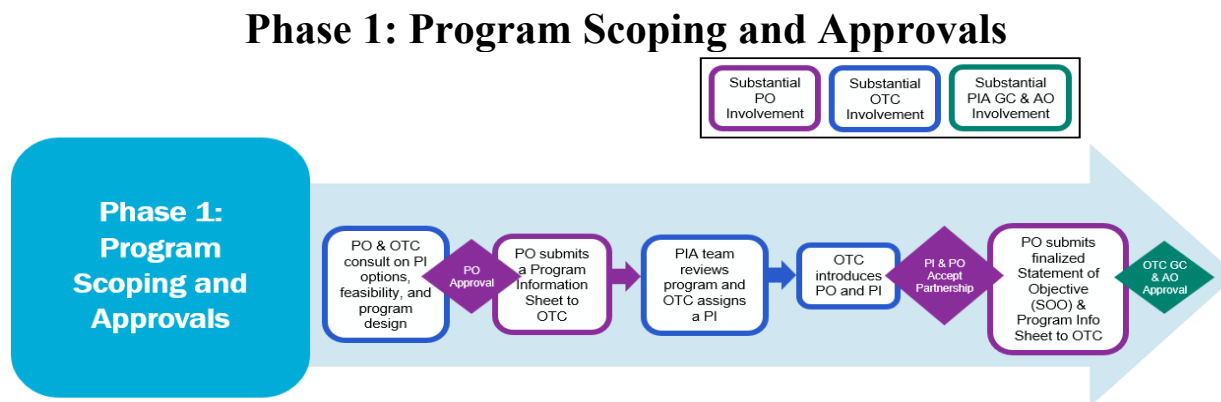 Phase 1: Program Scoping and Approvals
Substantial
PO
Involvement
Substantial
OTC
Involvement
Substantial
PIA GC & AO
Involvement
Phase 1:
Program
Scoping and
Approvals
PO & OTC
consult on PI
options,
feasibility, and
program
design
PO
Approval
PO submits
a Program
Information
Sheet to
OTC
PIA team
reviews
program and
OTC assigns
a PI
OTC
introduces
PO and PI
PI & PO
Accept
Partnership
PO submits
finalized
Statement of
Objective
(SOO) &
Program Info
Sheet to OTC
OTC GC
& AO
Approval